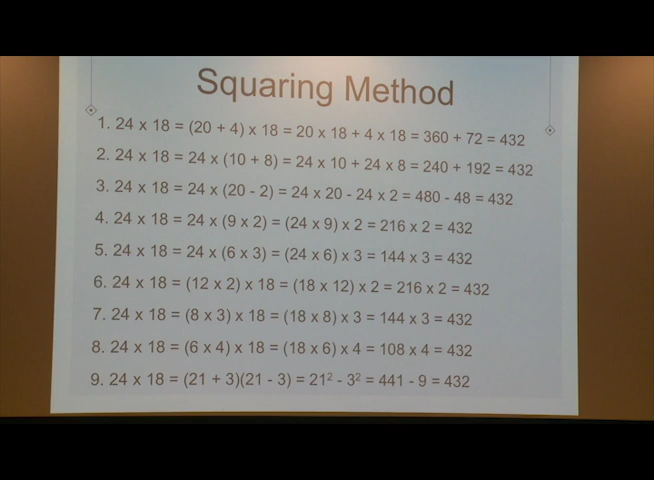 Squaring Method
1. 24 x 18 = (20 + 4) x 18 = 20 x 18 + 4 x 18 = 360 + 72 = 432
2. 24 x 18 = 24 x (10 + 8) = 24 x 10 + 24 x 8 = 240 + 192 = 432
3. 24 x 18 = 24 x (20 - 2) = 24 x 20 - 24 x 2 = 480 - 48 = 432
4. 24 x 18 = 24 x (9 x 2) = (24 x 9) x 2 = 216 x 2 = 432
5. 24 x 18 = 24 x (6 x 3) = (24 x 6) x 3 = 144 x 3 = 432
6. 24 x 18 = (12 x 2) x 18 = (18 x 12) x 2 = 216 x 2 = 432
7. 24 x 18 = (8 x 3) x 18 = (18 x 8) x 3 = 144 x 3 = 432
8. 24 x 18 = (6 x 4) x 18 = (18 x 6) x 4 = 108 x 4 = 432
9. 24 x 18 = (21 + 3)(21 - 3) = 21² - 3² = 441 - 9 = 432